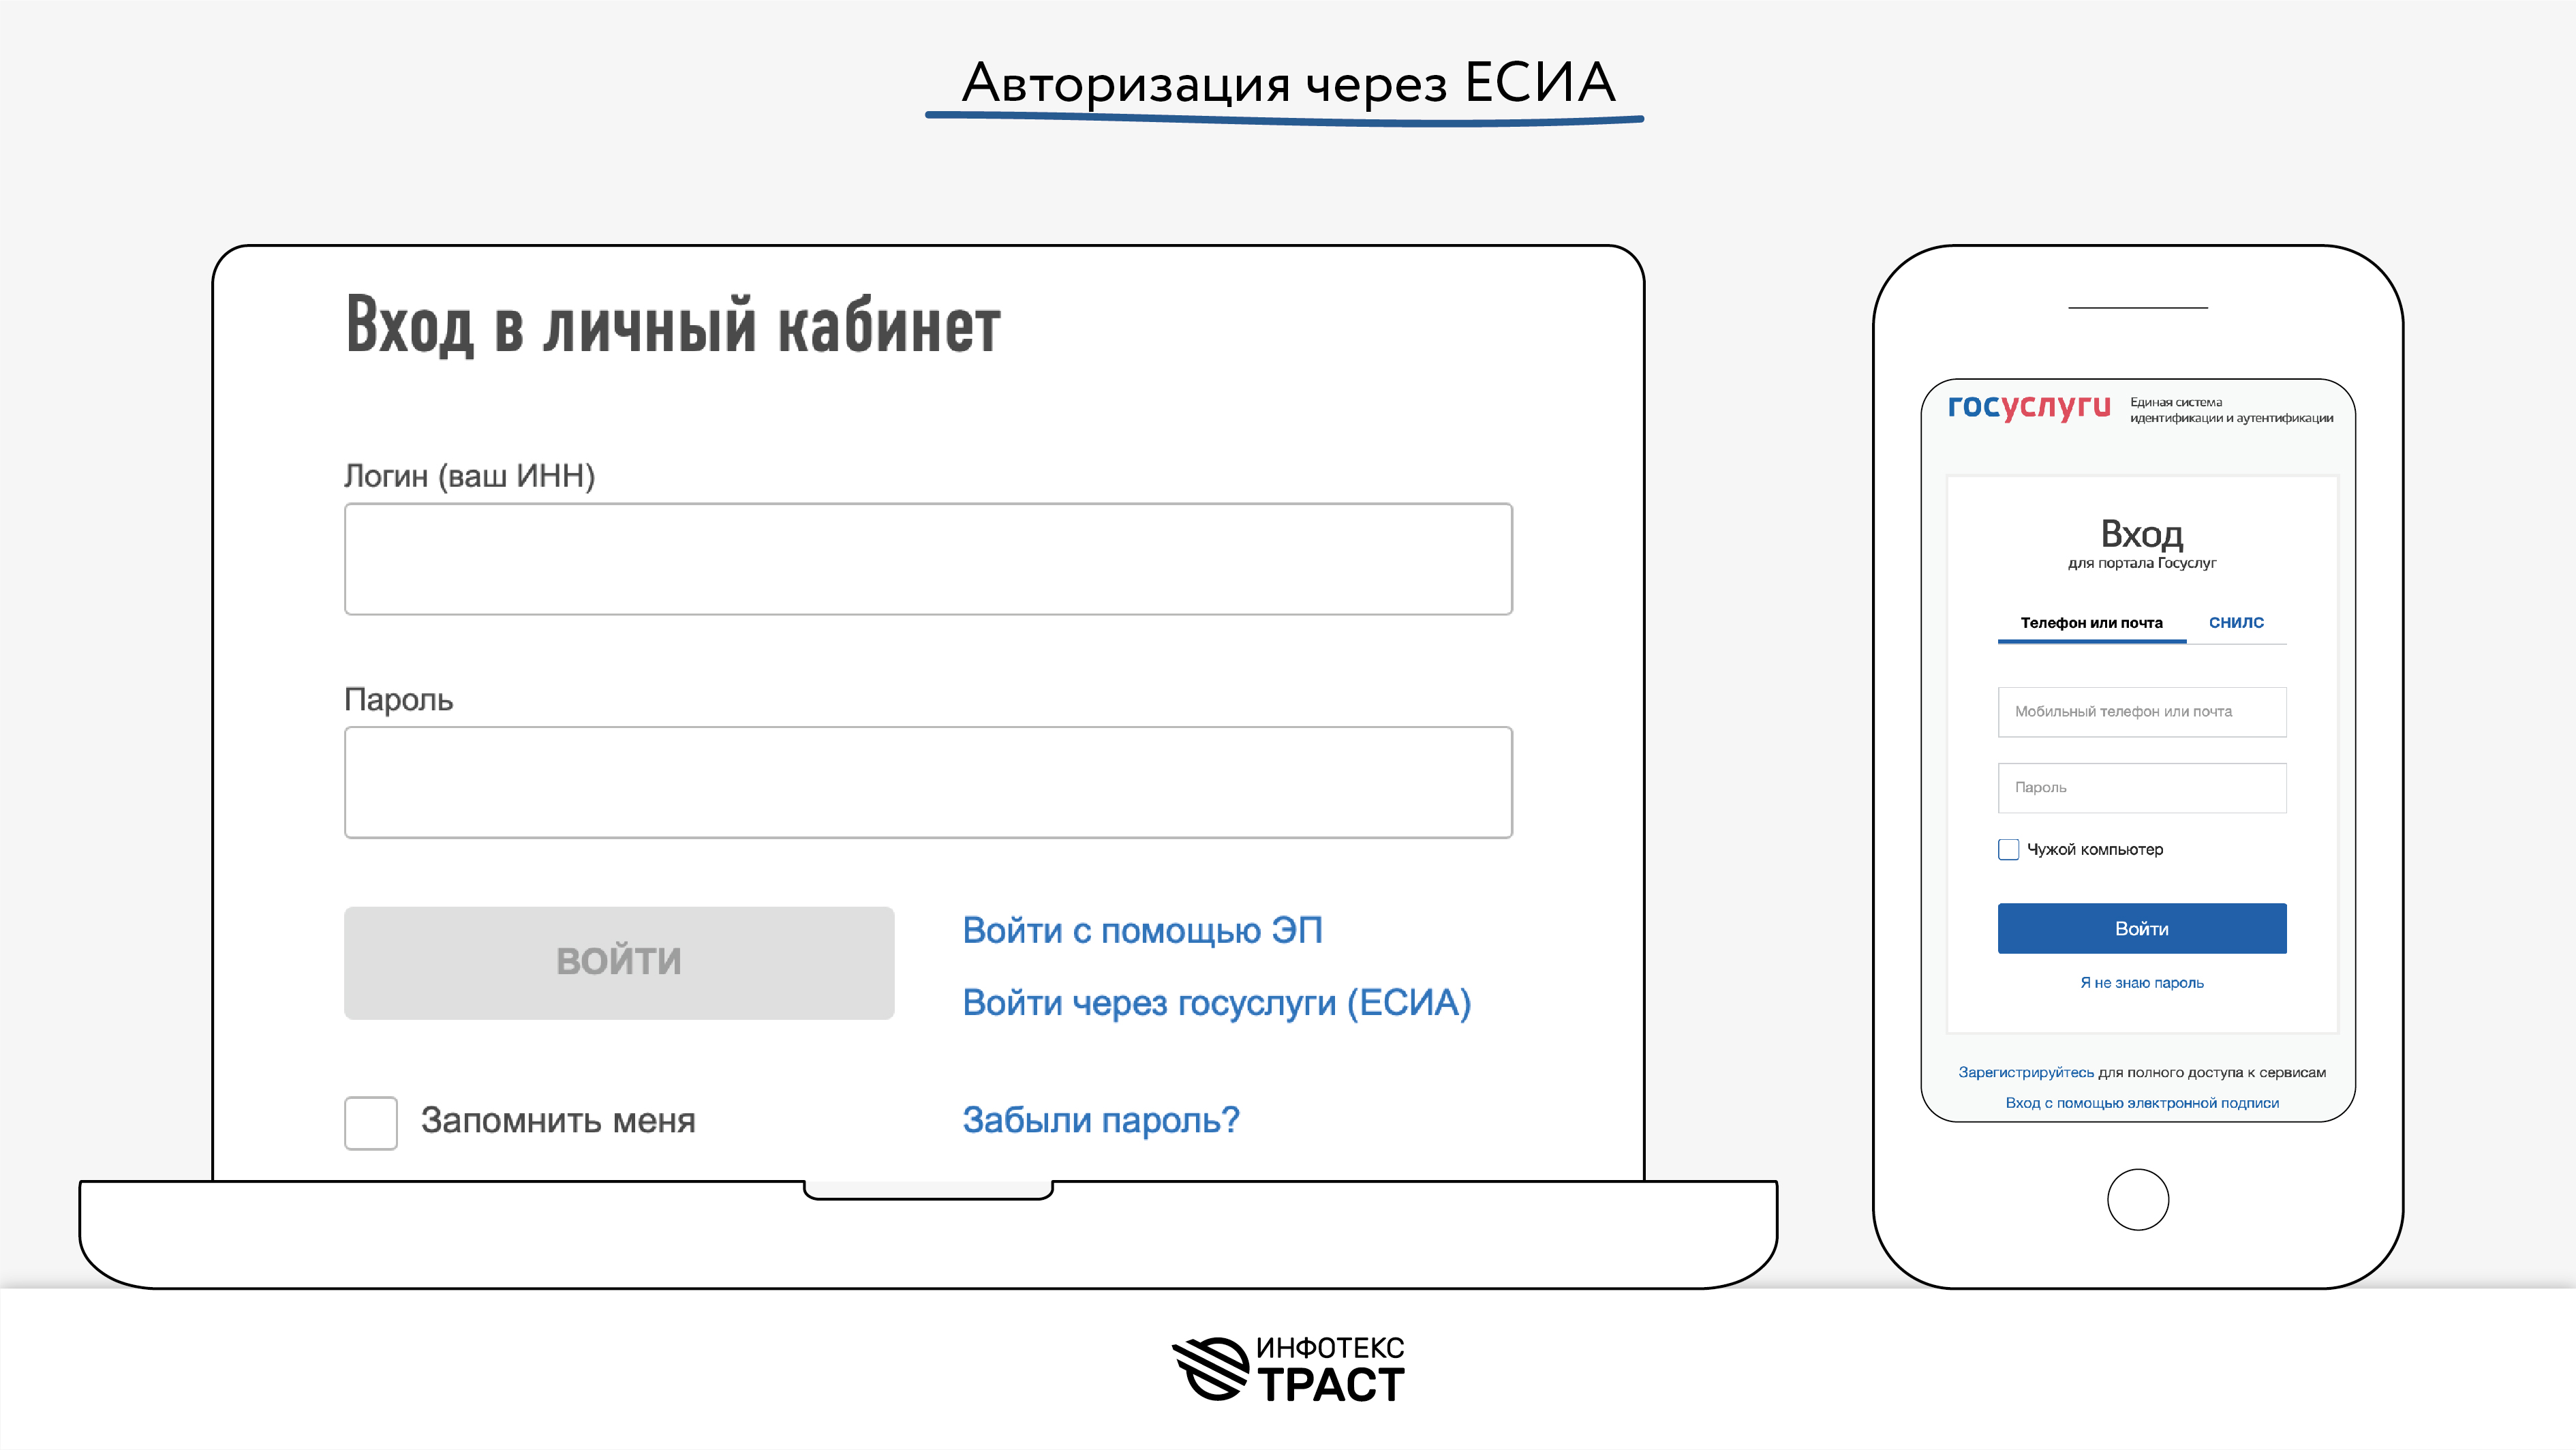 Авторизация через ЕСИА
Вход в личный кабинет
Логин (ваш ИНН)
Пароль
ВОЙТИ
Войти с помощью ЭП
Войти через госуслуги (ЕСИА)
Запомнить меня
Забыли пароль?
госуслуги
Единая система
идентификации и аутентификации
Вход
для портала Госуслуг
Телефон или почта
СНИЛС
Мобильный телефон или почта
Пароль
Чужой компьютер
Войти
Я не знаю пароль
Зарегистрируйтесь для полного доступа к сервисам
Вход с помощью электронной подписи
ИНФОТЕКС
ТРАСТ